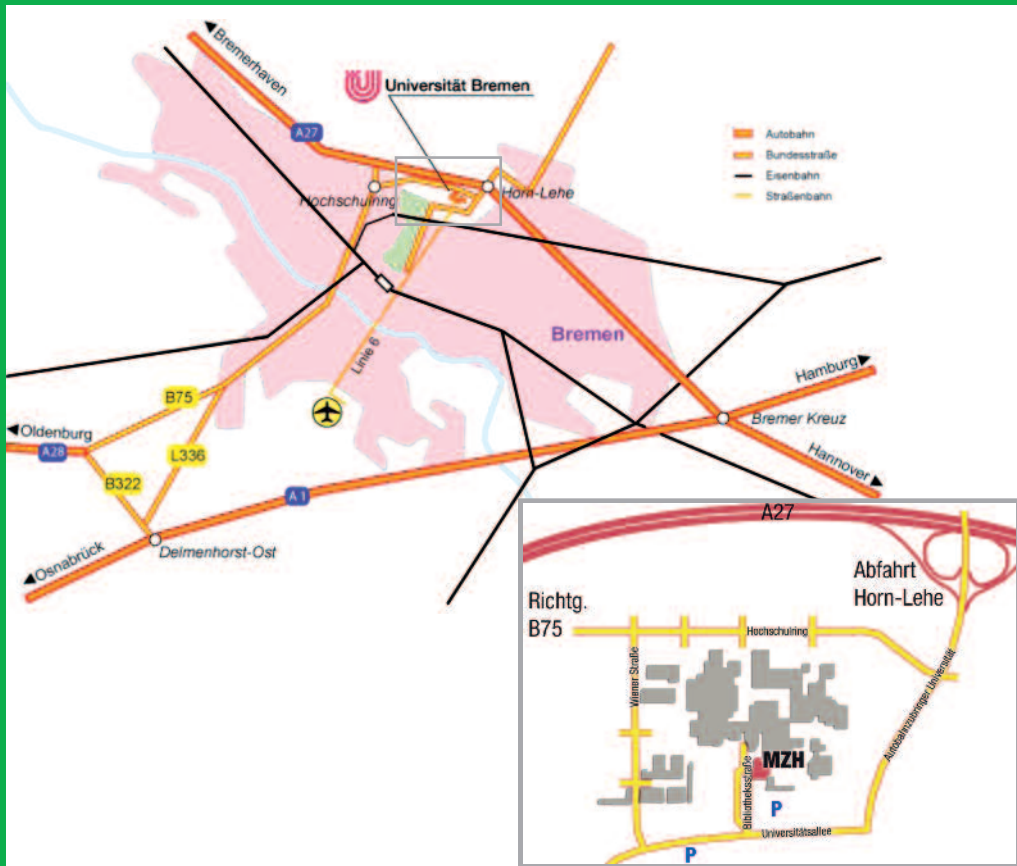 Bremerhaven
Universität Bremen
A27
Autobahn
Bundesstraße
Eisenbahn
Straßenbahn
Hochschulring
Horn-Lehe
Bremen
Linie 6
Hamburg
B75
Oldenburg
A28
L336
Bremer Kreuz
B322
Hannover
A 1
Delmenhorst-Ost
Osnabrück
A27
Abfahrt
Horn-Lehe
Richtg.
B75
Hochschulring
Wiener Straße
Autobahnzubringer Universität
MZH
Bibliotheksstraße
P
Universitätsallee
P